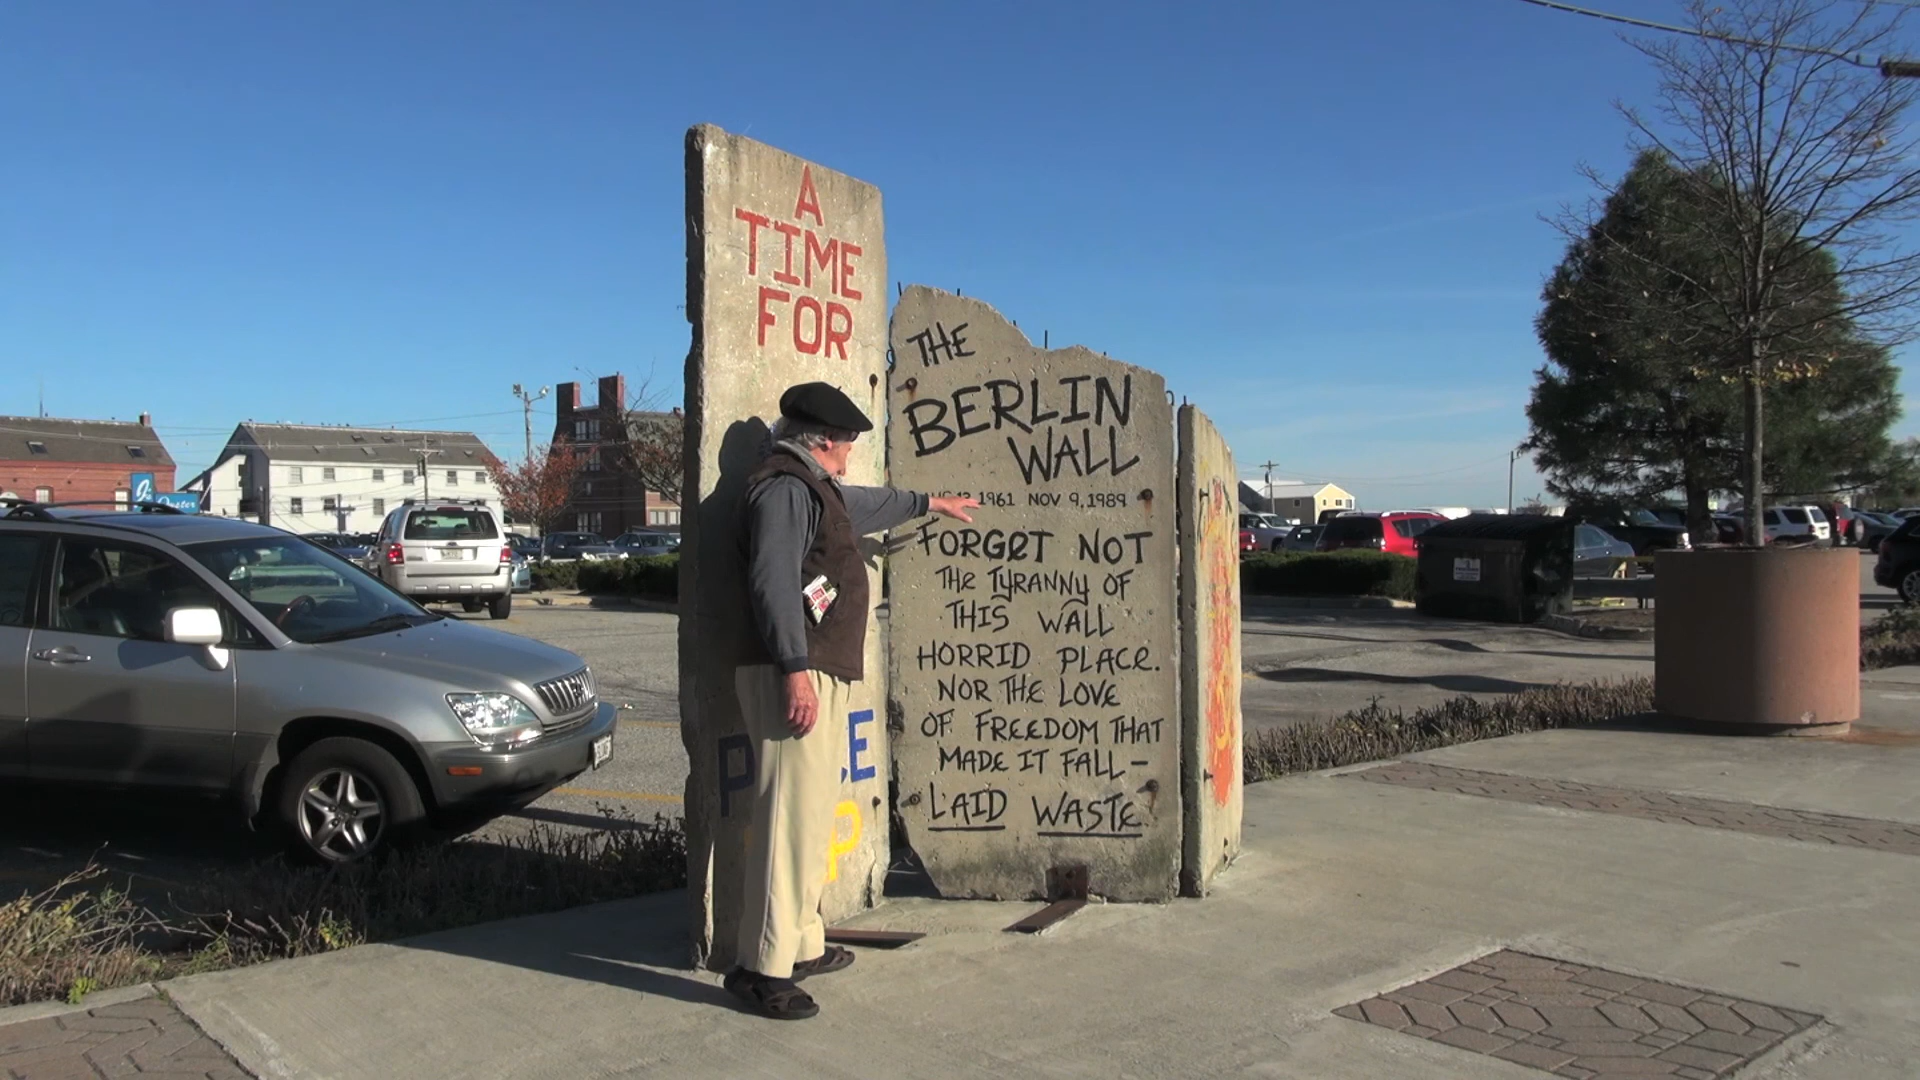 A
TIME
FOR
P E
P
THE
BERLIN
WALL
1961 NOV 9, 1989
FORGET NOT
THE TYRANNY OF
THIS WALL
HORRID PLACE.
NOR THE LOVE
OF FREEDOM THAT
MADE IT FALL—
LAID WASTE